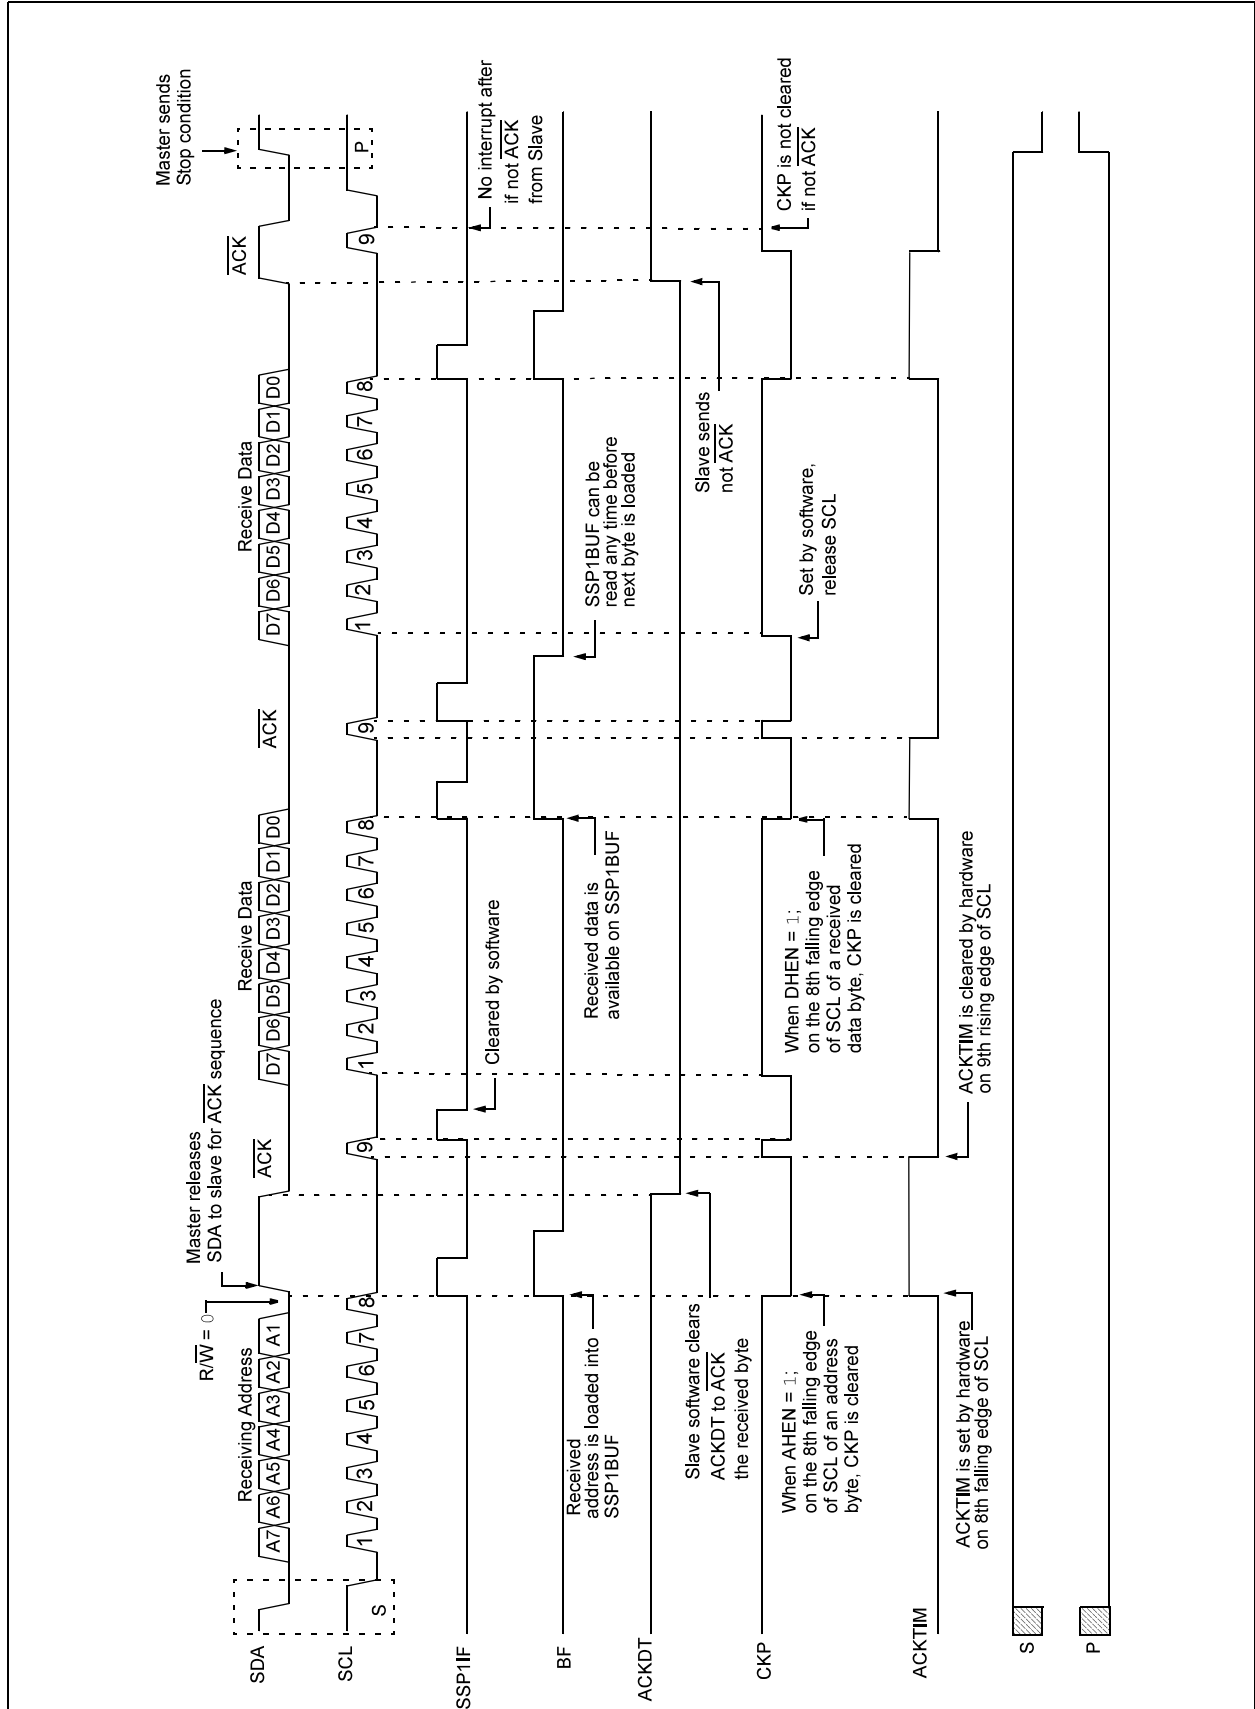 Master sends
Stop condition
Master releases
SDA to slave for ACK sequence
R/W = 0
Receiving Address
Receive Data
Receive Data
ACK
ACK
ACK
SDA
A7 A6 A5 A4 A3 A2 A1
D7 D6 D5 D4 D3 D2 D1 D0
D7 D6 D5 D4 D3 D2 D1 D0
SCL
S
1 2 3 4 5 6 7 8 9
1 2 3 4 5 6 7 8 9
1 2 3 4 5 6 7 8 9
P
SSP1IF
Cleared by software
No interrupt after
if not ACK
from Slave
BF
Received
address is loaded into
SSP1BUF
Received data is
available on SSP1BUF
SSP1BUF can be
read any time before
next byte is loaded
ACKDT
Slave software clears
ACKDT to ACK
the received byte
Slave sends
not ACK
CKP
When AHEN = 1;
on the 8th falling edge
of SCL of an address
byte, CKP is cleared
When DHEN = 1;
on the 8th falling edge
of SCL of a received
data byte, CKP is cleared
Set by software,
release SCL
CKP is not cleared
if not ACK
ACKTIM
ACKTIM is set by hardware
on 8th falling edge of SCL
ACKTIM is cleared by hardware
on 9th rising edge of SCL
S
P